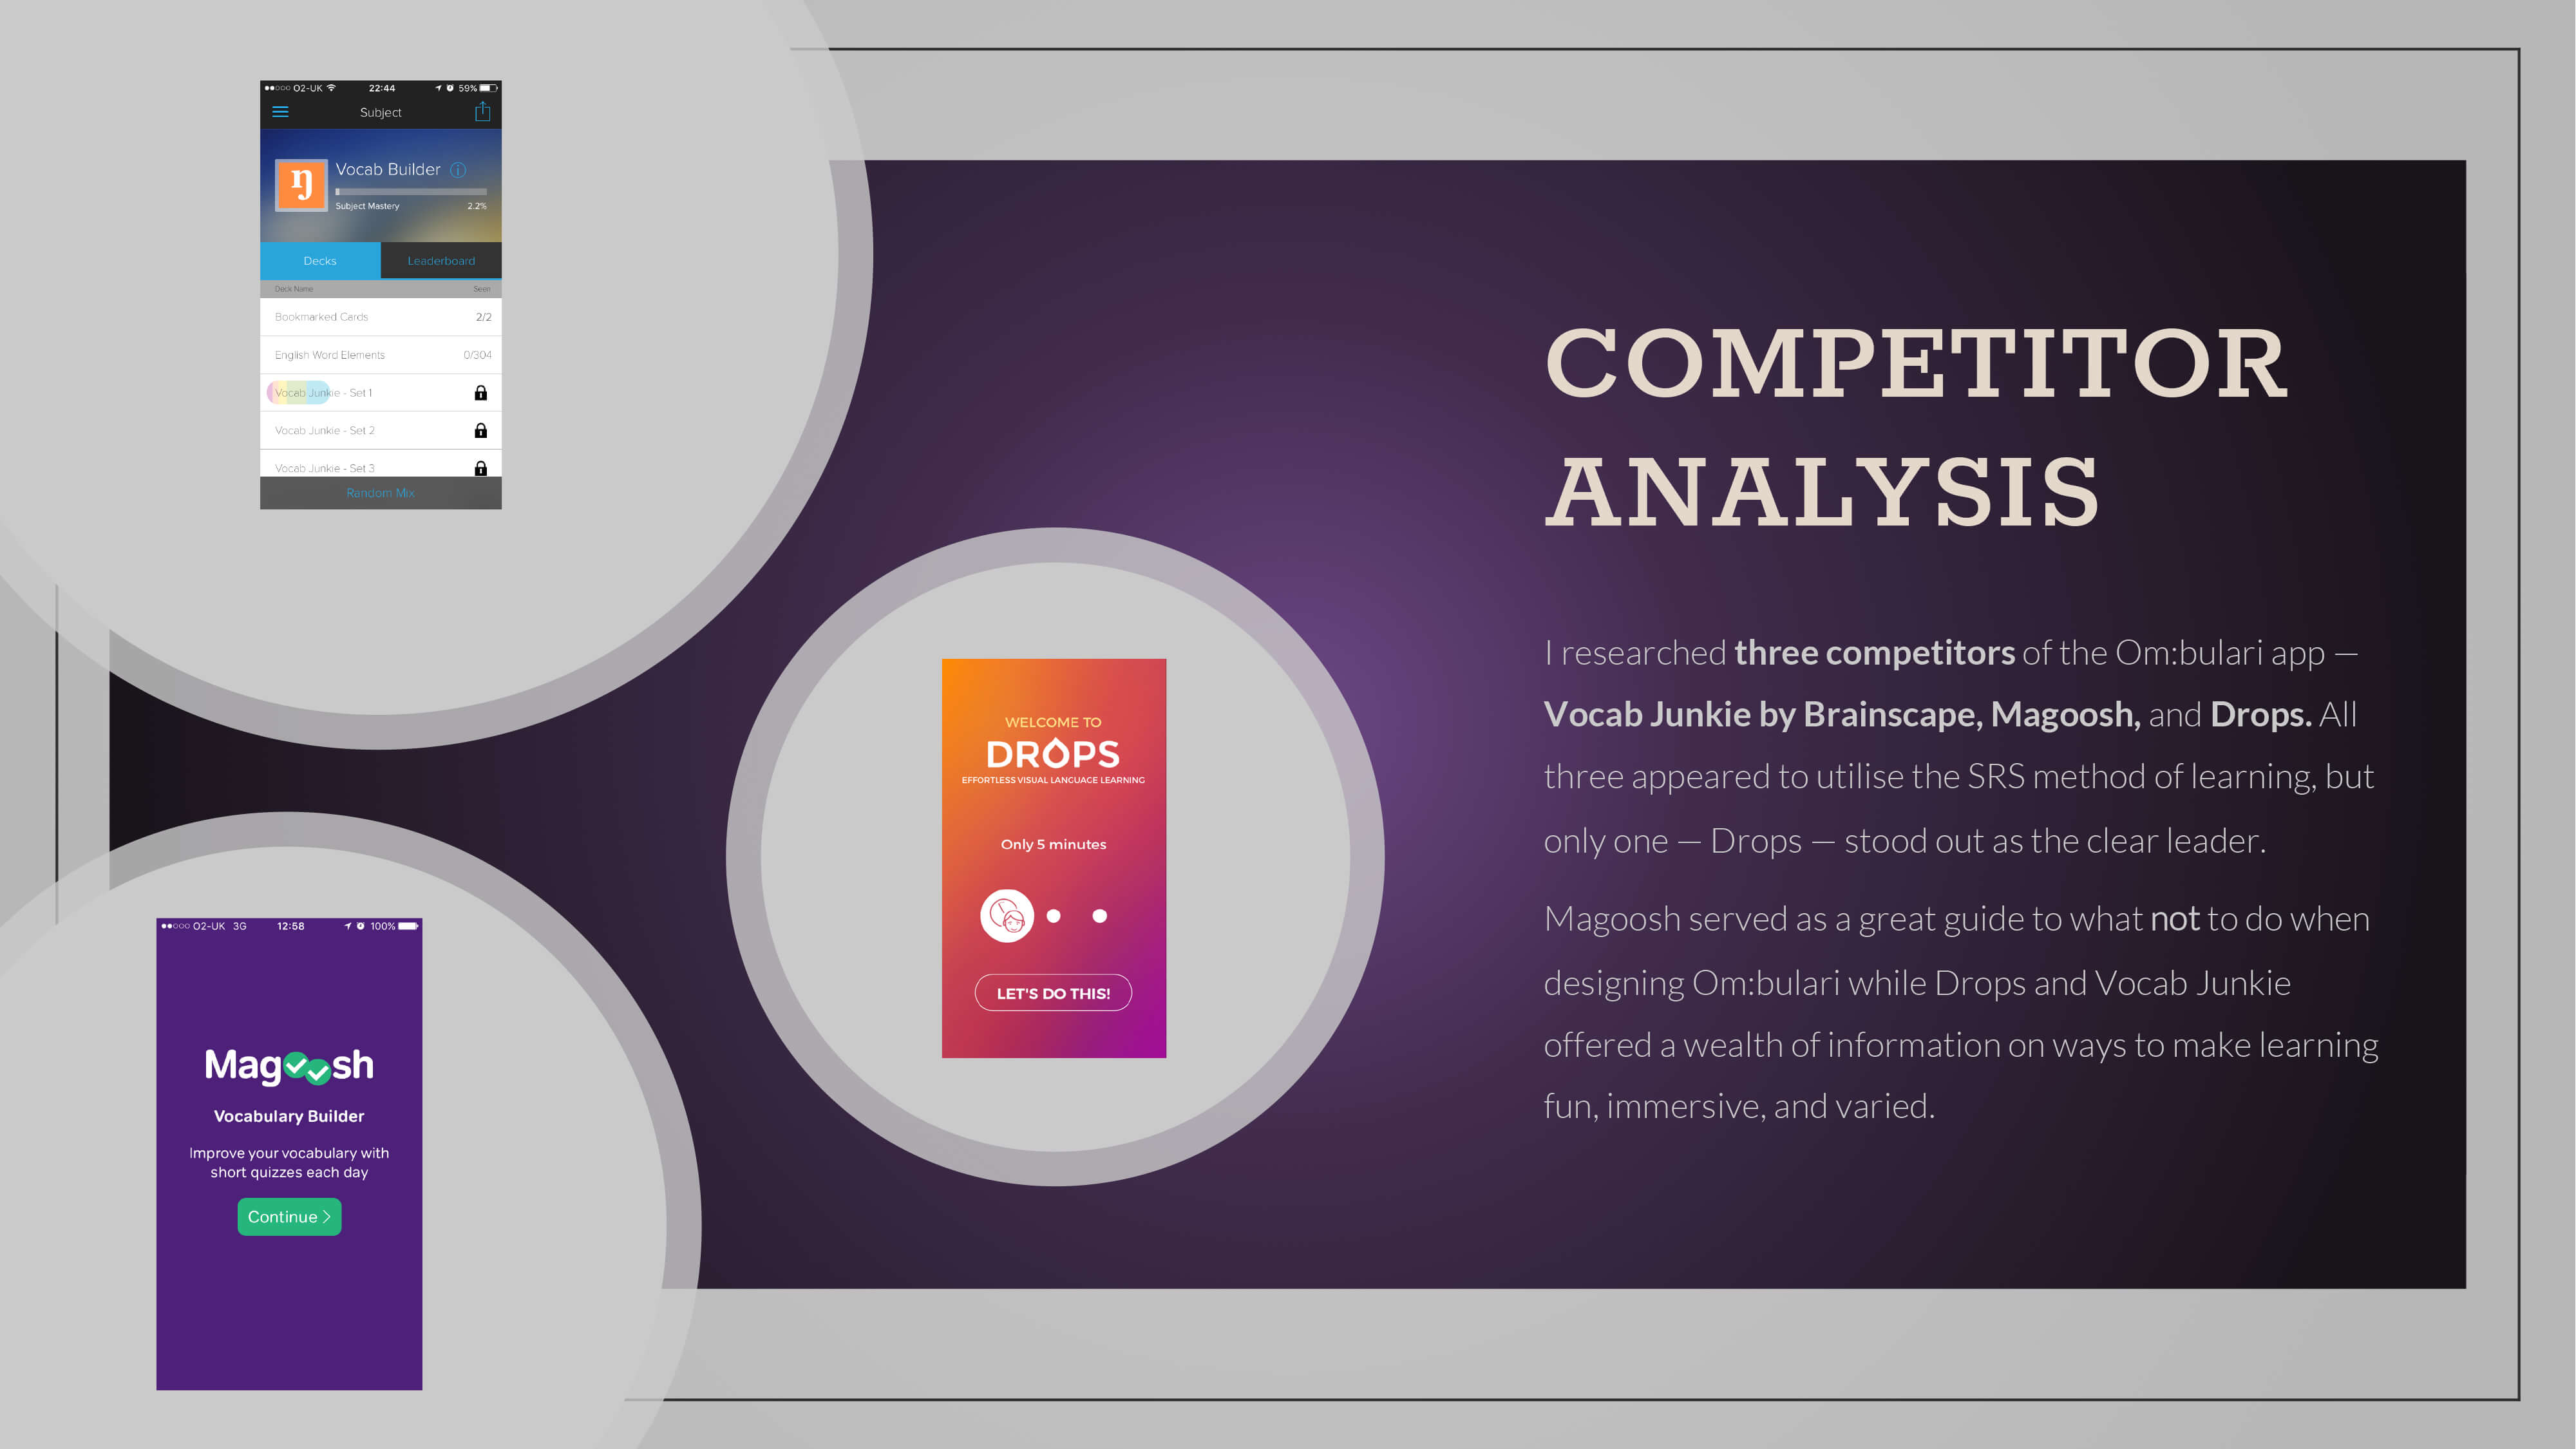 O2-UK 22:44 59%
Subject
Vocab Builder
Subject Mastery 2.2%
Decks Leaderboard
Deck Name Seen
Bookmarked Cards 2/2
English Word Elements 0/304
Vocab Junkie - Set 1
Vocab Junkie - Set 2
Vocab Junkie - Set 3
Random Mix
WELCOME TO
DROPS
EFFORTLESS VISUAL LANGUAGE LEARNING
Only 5 minutes
LET'S DO THIS!
O2-UK 3G 12:58 100%
Magoosh
Vocabulary Builder
Improve your vocabulary with
short quizzes each day
Continue >
COMPETITOR
ANALYSIS
I researched three competitors of the Om:bulari app —
Vocab Junkie by Brainscape, Magoosh, and Drops. All
three appeared to utilise the SRS method of learning, but
only one — Drops — stood out as the clear leader.
Magoosh served as a great guide to what not to do when
designing Om:bulari while Drops and Vocab Junkie
offered a wealth of information on ways to make learning
fun, immersive, and varied.